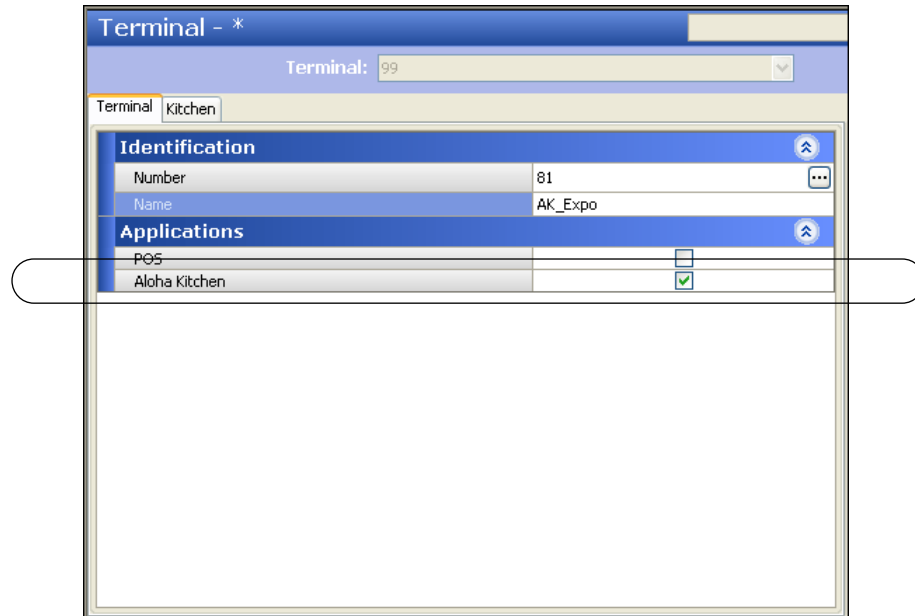 Terminal - *
Terminal: 99
Terminal Kitchen
Identification
Number 81 ...
Name AK_Expo
Applications
POS
Aloha Kitchen